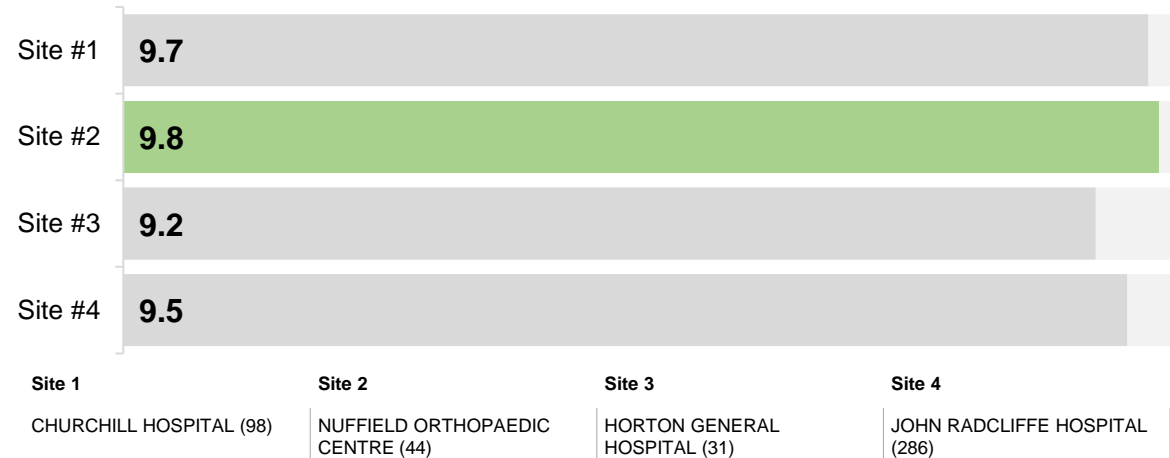 Site #1
9.7
Site #2
9.8
Site #3
9.2
Site #4
9.5
Site 1
CHURCHILL HOSPITAL (98)
Site 2
NUFFIELD ORTHOPAEDIC
CENTRE (44)
Site 3
HORTON GENERAL
HOSPITAL (31)
Site 4
JOHN RADCLIFFE HOSPITAL
(286)